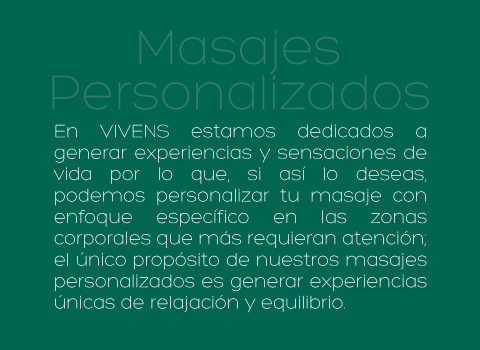 Masajes
Personalizados
En VIVENS estamos dedicados a
generar experiencias y sensaciones de
vida por lo que, si así lo deseas,
podemos personalizar tu masaje con
enfoque específico en las zonas
corporales que más requieran atención;
el único propósito de nuestros masajes
personalizados es generar experiencias
únicas de relajación y equilibrio.